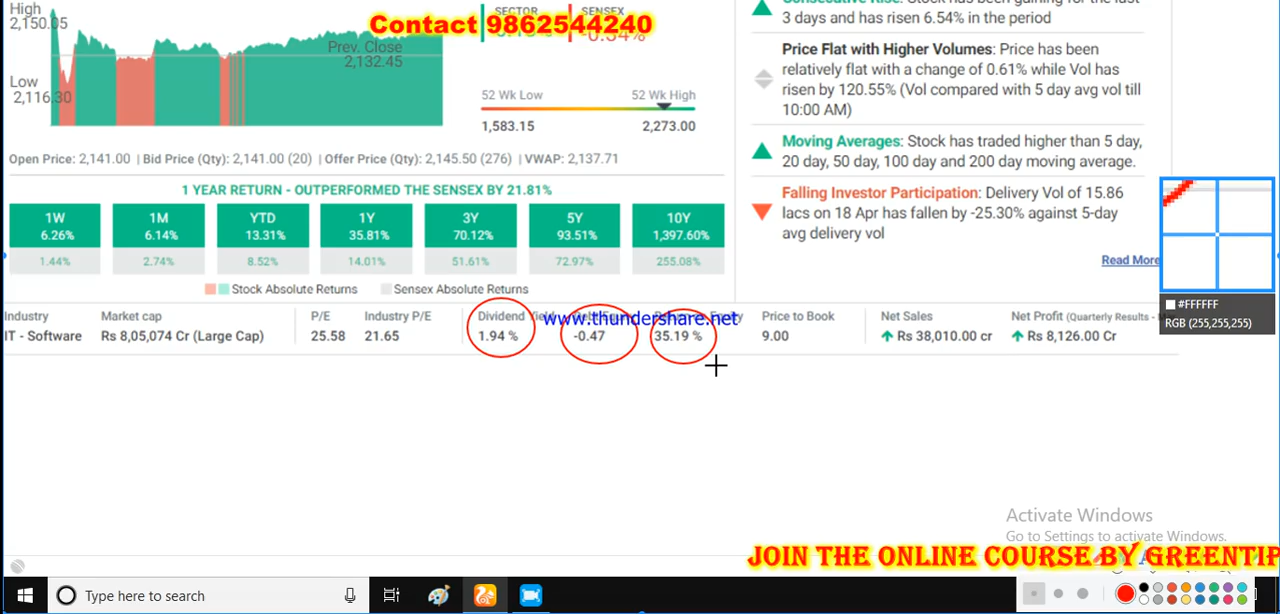 High
2,150.05
Contact 9862544240
SECTOR
SENSEX
Prev. Close
2,132.45
Low
2,116.30
52 Wk Low
52 Wk High
1,583.15
2,273.00
Open Price: 2,141.00 | Bid Price (Qty): 2,141.00 (20) | Offer Price (Qty): 2,145.50 (276) | VWAP: 2,137.71
1 YEAR RETURN - OUTPERFORMED THE SENSEX BY 21.81%
1W 1M YTD 1Y 3Y 5Y 10Y
6.26% 6.14% 13.31% 35.81% 70.12% 93.51% 1,397.60%
1.44% 2.74% 8.52% 14.01% 51.61% 72.97% 255.08%
Stock Absolute Returns Sensex Absolute Returns
3 days and has risen 6.54% in the period
Price Flat with Higher Volumes: Price has been
relatively flat with a change of 0.61% while Vol has
risen by 120.55% (Vol compared with 5 day avg vol till
10:00 AM)
Moving Averages: Stock has traded higher than 5 day,
20 day, 50 day, 100 day and 200 day moving average.
Falling Investor Participation: Delivery Vol of 15.86
lacs on 18 Apr has fallen by -25.30% against 5-day
avg delivery vol
Read More
#FFFFFF
RGB (255,255,255)
Industry Market cap P/E Industry P/E Dividend Yield www.thundershare.net Price to Book Net Sales Net Profit (Quarterly Results -
IT - Software Rs 8,05,074 Cr (Large Cap) 25.58 21.65 1.94 % -0.47 35.19 % 9.00 Rs 38,010.00 cr Rs 8,126.00 Cr
Activate Windows
Go to Settings to activate Windows.
JOIN THE ONLINE COURSE BY GREENTIP
Type here to search